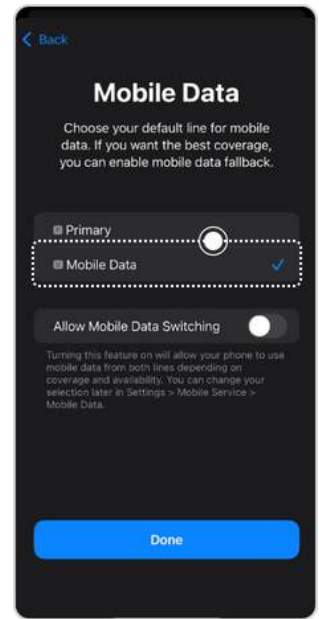 Back
Mobile Data
Choose your default line for mobile
data. If you want the best coverage,
you can enable mobile data fallback.
P Primary
Mobile Data
Allow Mobile Data Switching
Turning this feature on will allow your phone to use
mobile data from both lines depending on
coverage and availability. You can change your
selection later in Settings > Mobile Service >
Mobile Data.
Done